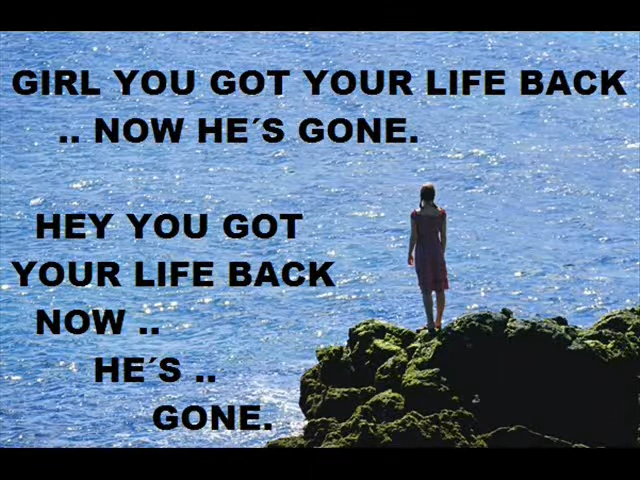 GIRL YOU GOT YOUR LIFE BACK
.. NOW HE´S GONE.
HEY YOU GOT
YOUR LIFE BACK
NOW ..
HE´S ..
GONE.